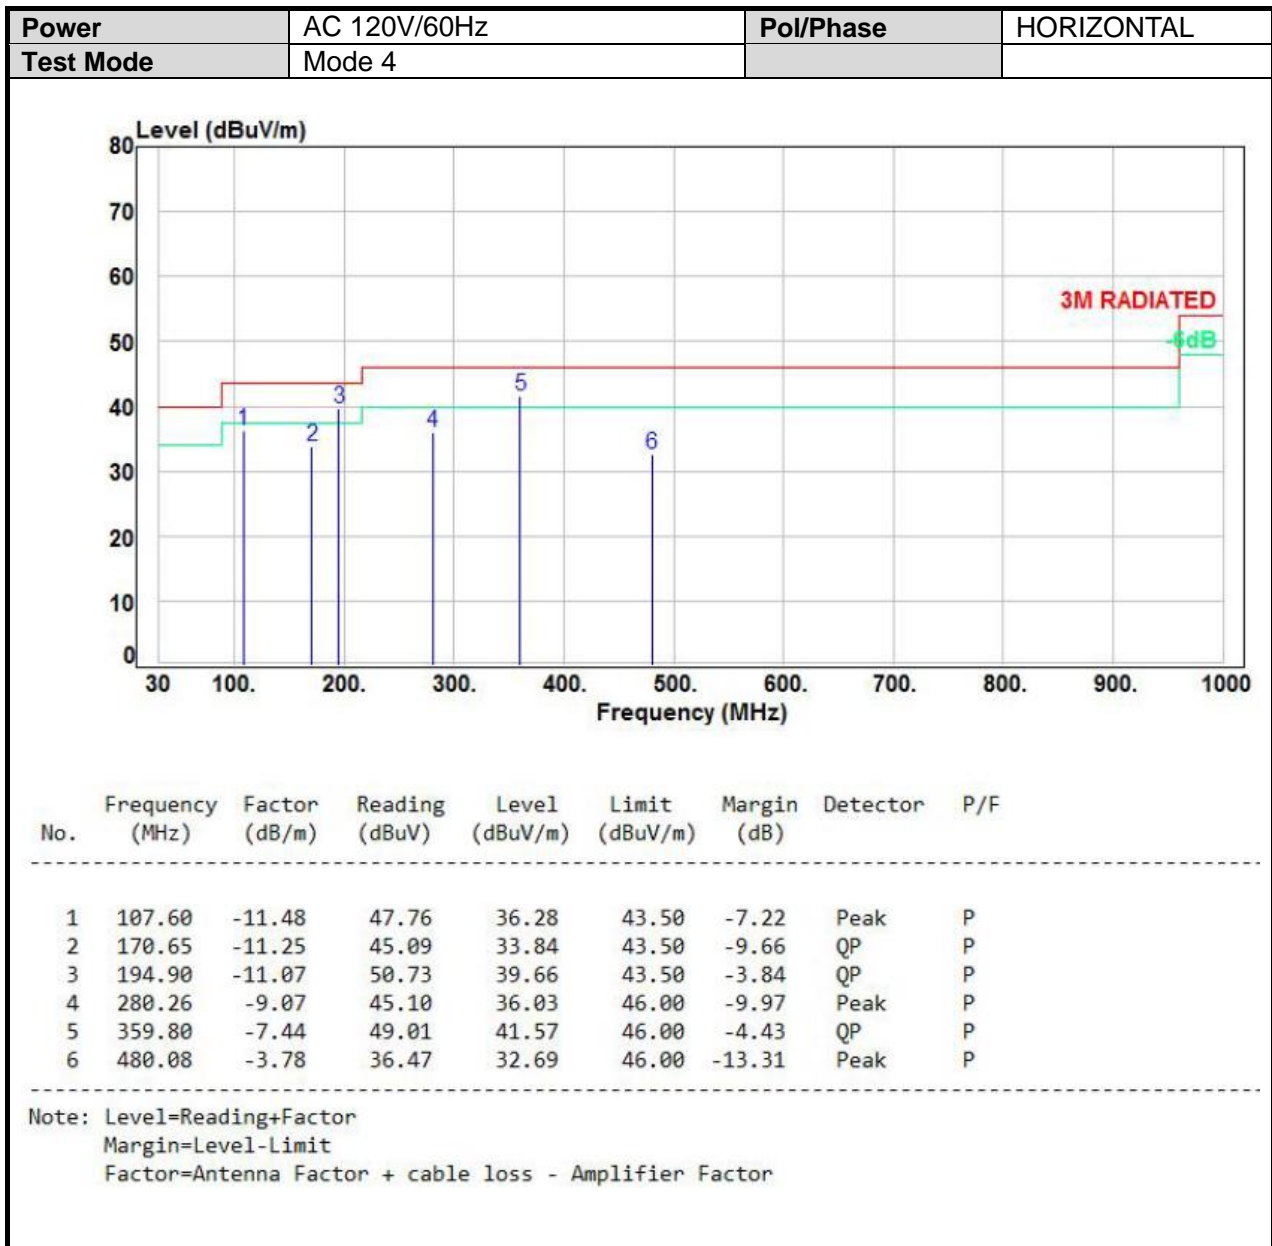 Power AC 120V/60Hz Pol/Phase HORIZONTAL
Test Mode Mode 4
Level (dBuV/m)
80
70
60
3M RADIATED
50
-6dB
5
3
40
1 4
2
6
30
20
10
0
30 100. 200. 300. 400. 500. 600. 700. 800. 900. 1000
Frequency (MHz)
Frequency Factor Reading Level Limit Margin Detector P/F
No. (MHz) (dB/m) (dBuV) (dBuV/m) (dBuV/m) (dB)
1 107.60 -11.48 47.76 36.28 43.50 -7.22 Peak P
2 170.65 -11.25 45.09 33.84 43.50 -9.66 QP P
3 194.90 -11.07 50.73 39.66 43.50 -3.84 QP P
4 280.26 -9.07 45.10 36.03 46.00 -9.97 Peak P
5 359.80 -7.44 49.01 41.57 46.00 -4.43 QP P
6 480.08 -3.78 36.47 32.69 46.00 -13.31 Peak P
Note: Level=Reading+Factor
Margin=Level-Limit
Factor=Antenna Factor + cable loss - Amplifier Factor